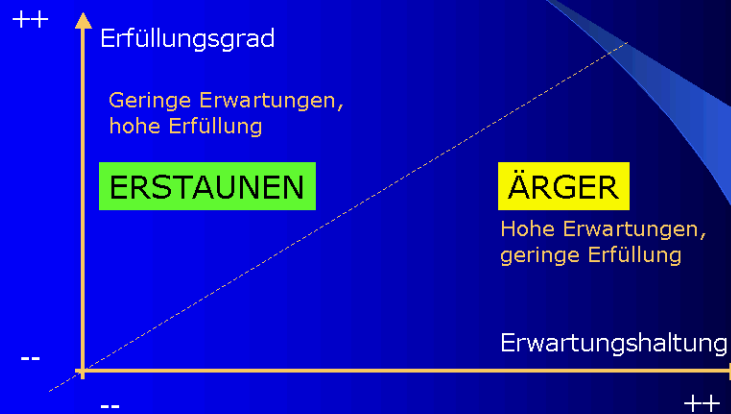 ++
Erfüllungsgrad
Geringe Erwartungen,
hohe Erfüllung
ERSTAUNEN
ÄRGER
Hohe Erwartungen,
geringe Erfüllung
Erwartungshaltung
--
--
++